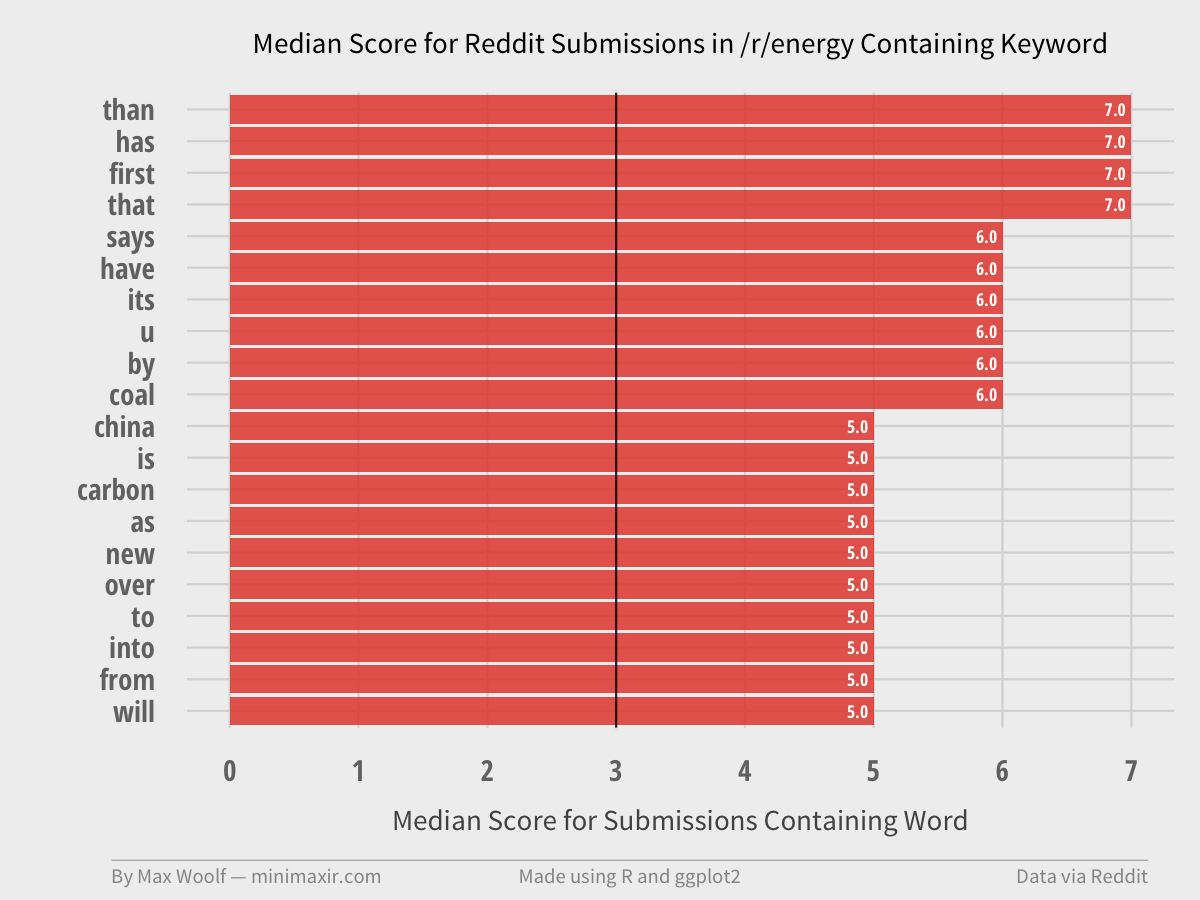 Median Score for Reddit Submissions in /r/energy Containing Keyword
than 7.0
has 7.0
first 7.0
that 7.0
says 6.0
have 6.0
its 6.0
u 6.0
by 6.0
coal 6.0
china 5.0
is 5.0
carbon 5.0
as 5.0
new 5.0
over 5.0
to 5.0
into 5.0
from 5.0
will 5.0
0 1 2 3 4 5 6 7
Median Score for Submissions Containing Word
By Max Woolf — minimaxir.com Made using R and ggplot2 Data via Reddit